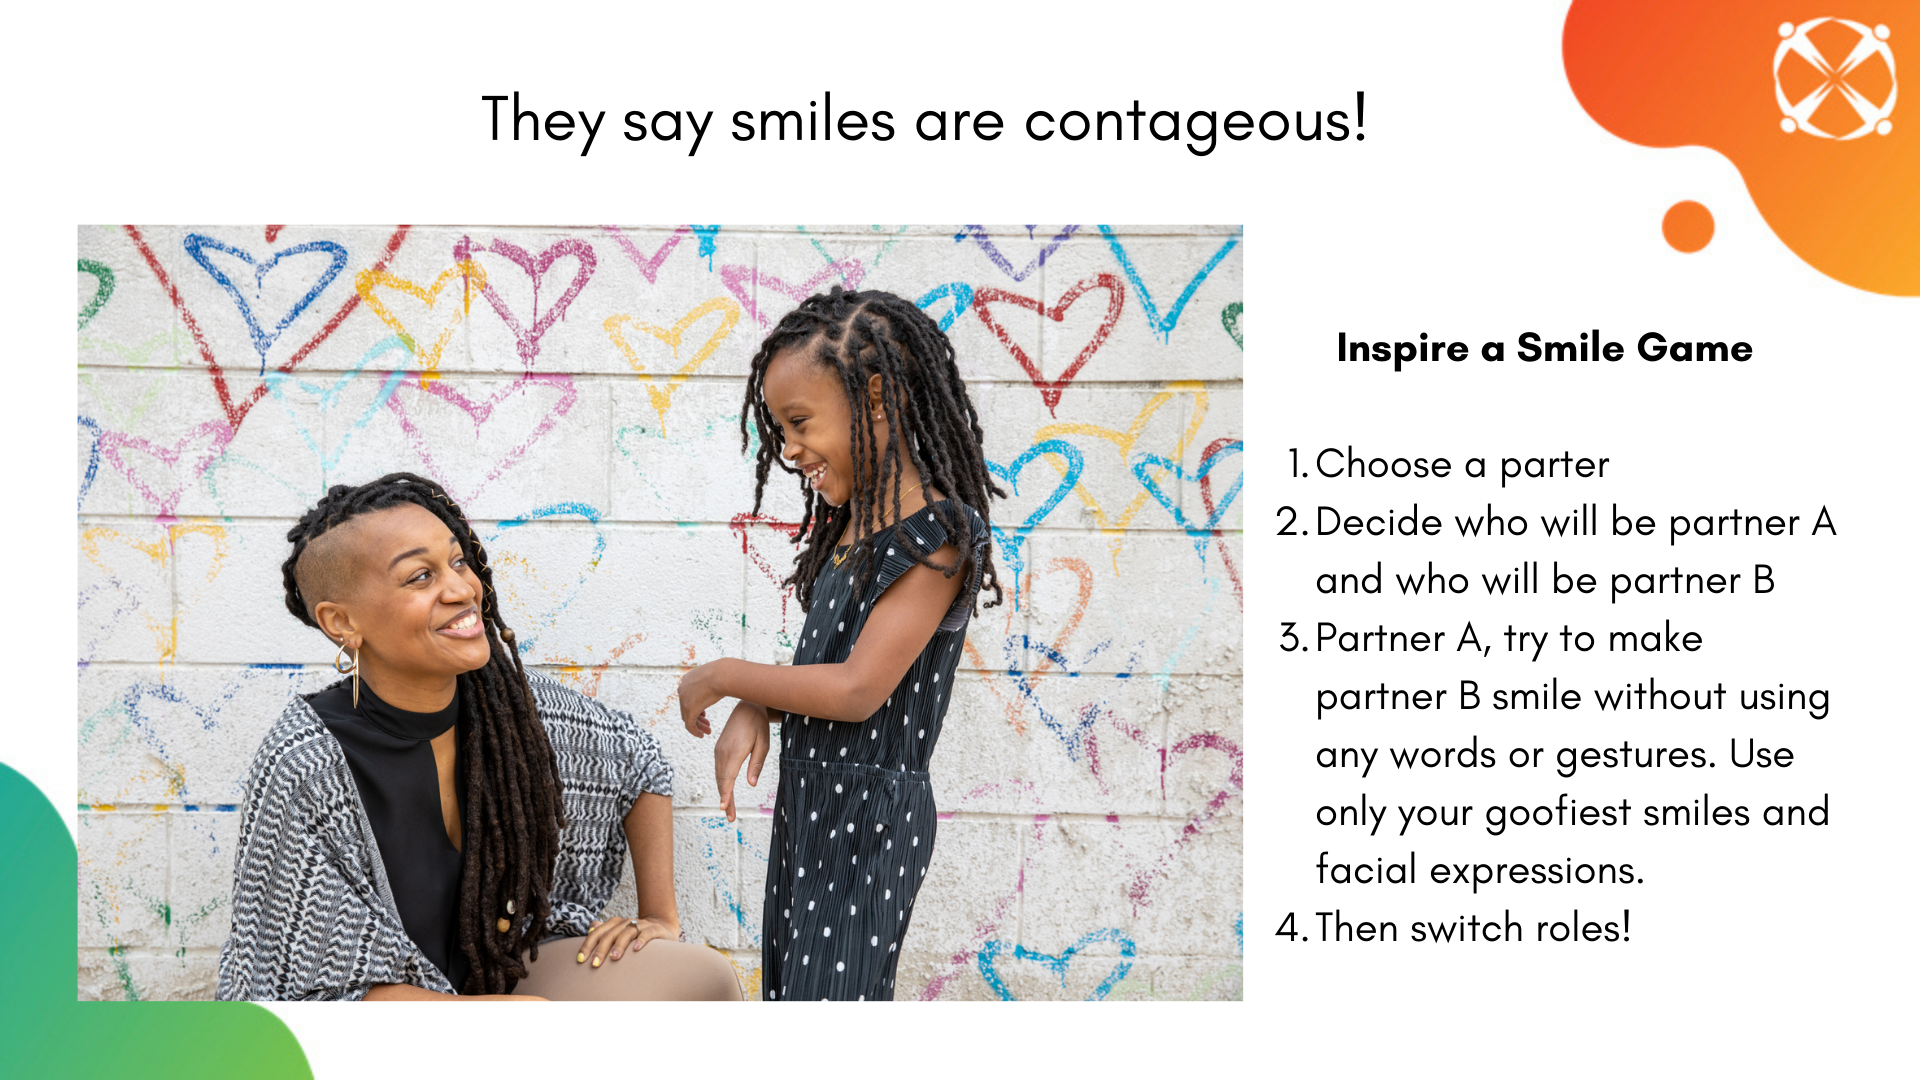 They say smiles are contageous!
Inspire a Smile Game
1. Choose a parter
2. Decide who will be partner A
and who will be partner B
3. Partner A, try to make
partner B smile without using
any words or gestures. Use
only your goofiest smiles and
facial expressions.
4. Then switch roles!